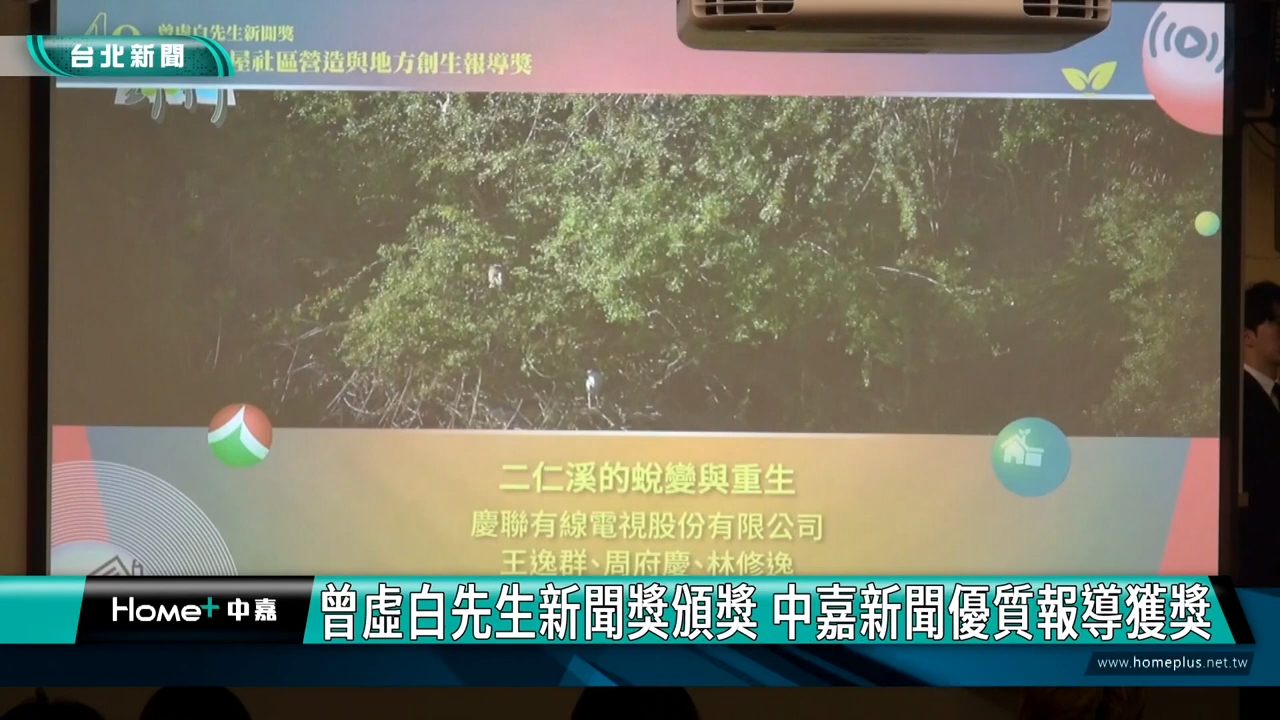 曾虛白先生新聞獎
台北新聞
屋社區營造與地方創生報導獎
二仁溪的蛻變與重生
慶聯有線電視股份有限公司
王逸群、周府慶、林修逸
Home+中嘉
曾虛白先生新聞獎頒獎 中嘉新聞優質報導獲獎
www.homeplus.net.tw